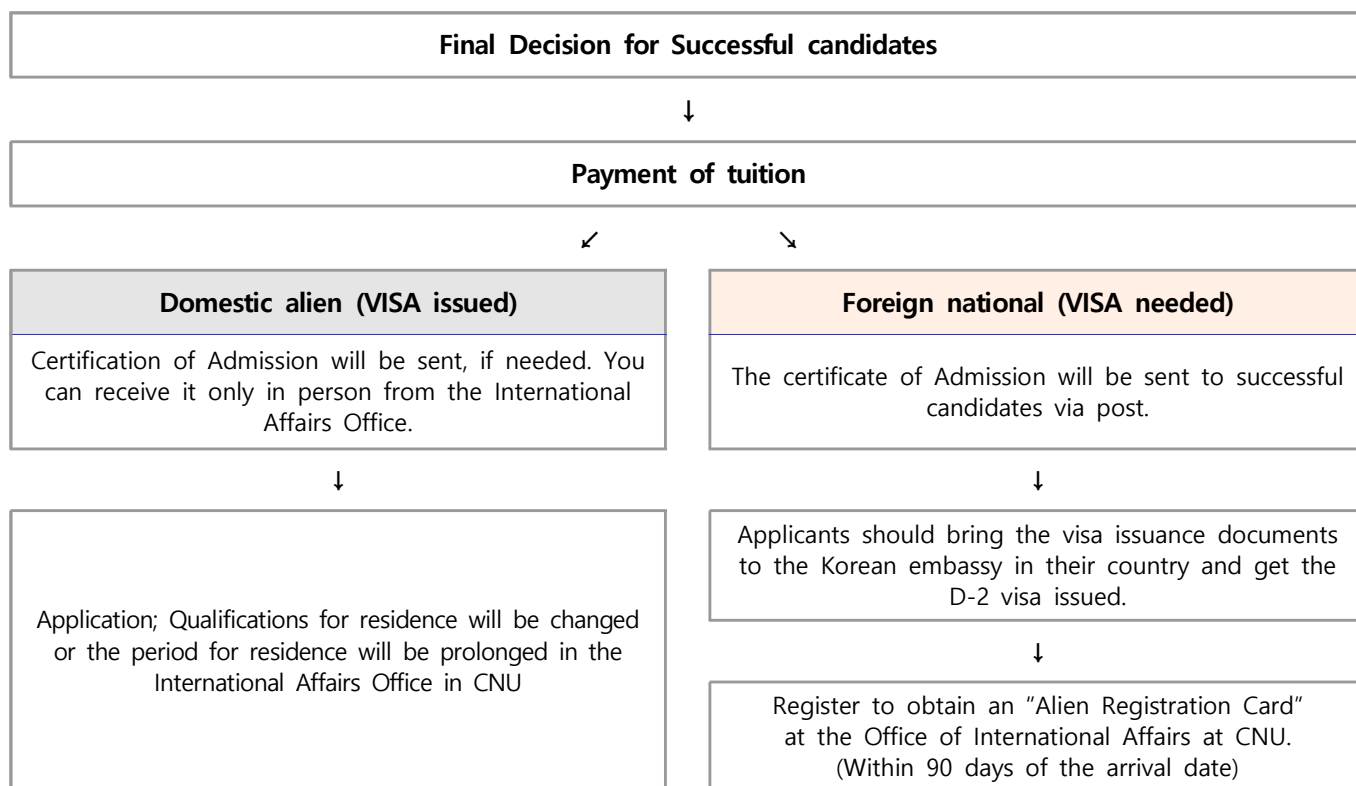 Final Decision for Successful candidates
↓
Payment of tuition
↙ ↘
Domestic alien (VISA issued)
Certification of Admission will be sent, if needed. You
can receive it only in person from the International
Affairs Office.
↓
Application; Qualifications for residence will be changed
or the period for residence will be prolonged in the
International Affairs Office in CNU
Foreign national (VISA needed)
The certificate of Admission will be sent to successful
candidates via post.
↓
Applicants should bring the visa issuance documents
to the Korean embassy in their country and get the
D-2 visa issued.
↓
Register to obtain an “Alien Registration Card”
at the Office of International Affairs at CNU.
(Within 90 days of the arrival date)